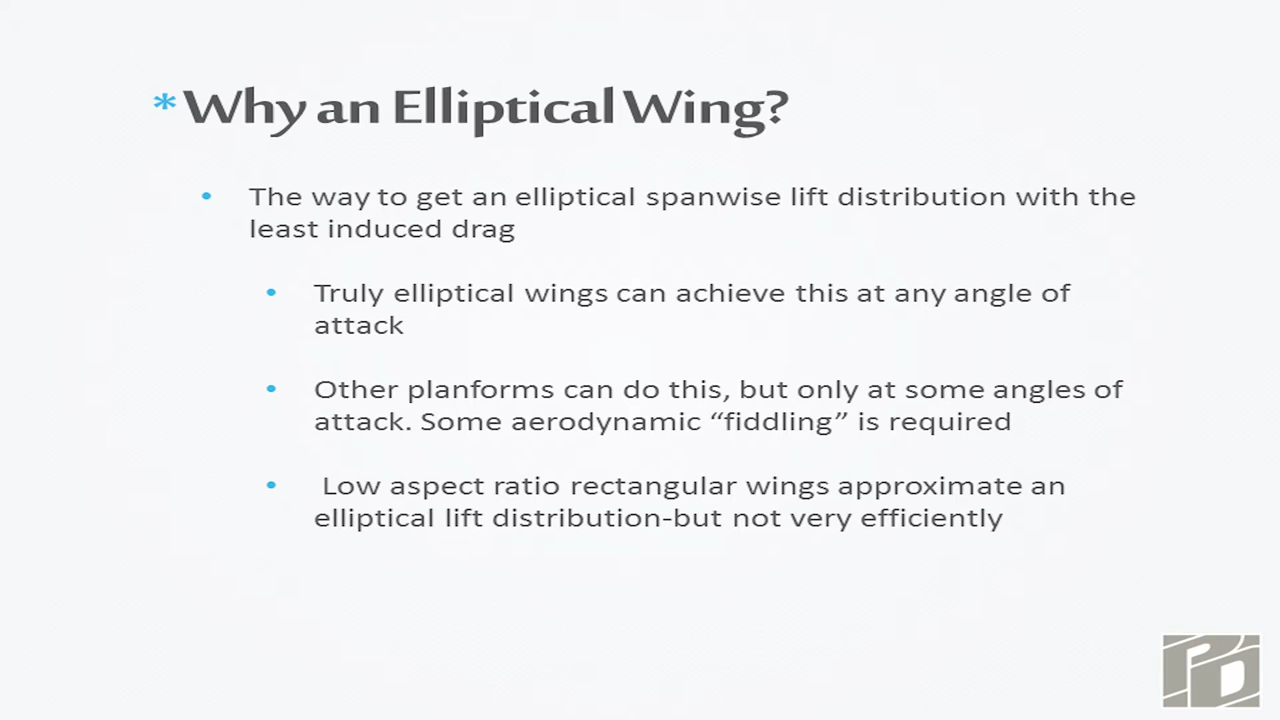 *Why an Elliptical Wing?
• The way to get an elliptical spanwise lift distribution with the
least induced drag
• Truly elliptical wings can achieve this at any angle of
attack
• Other planforms can do this, but only at some angles of
attack. Some aerodynamic “fiddling” is required
• Low aspect ratio rectangular wings approximate an
elliptical lift distribution-but not very efficiently
PD